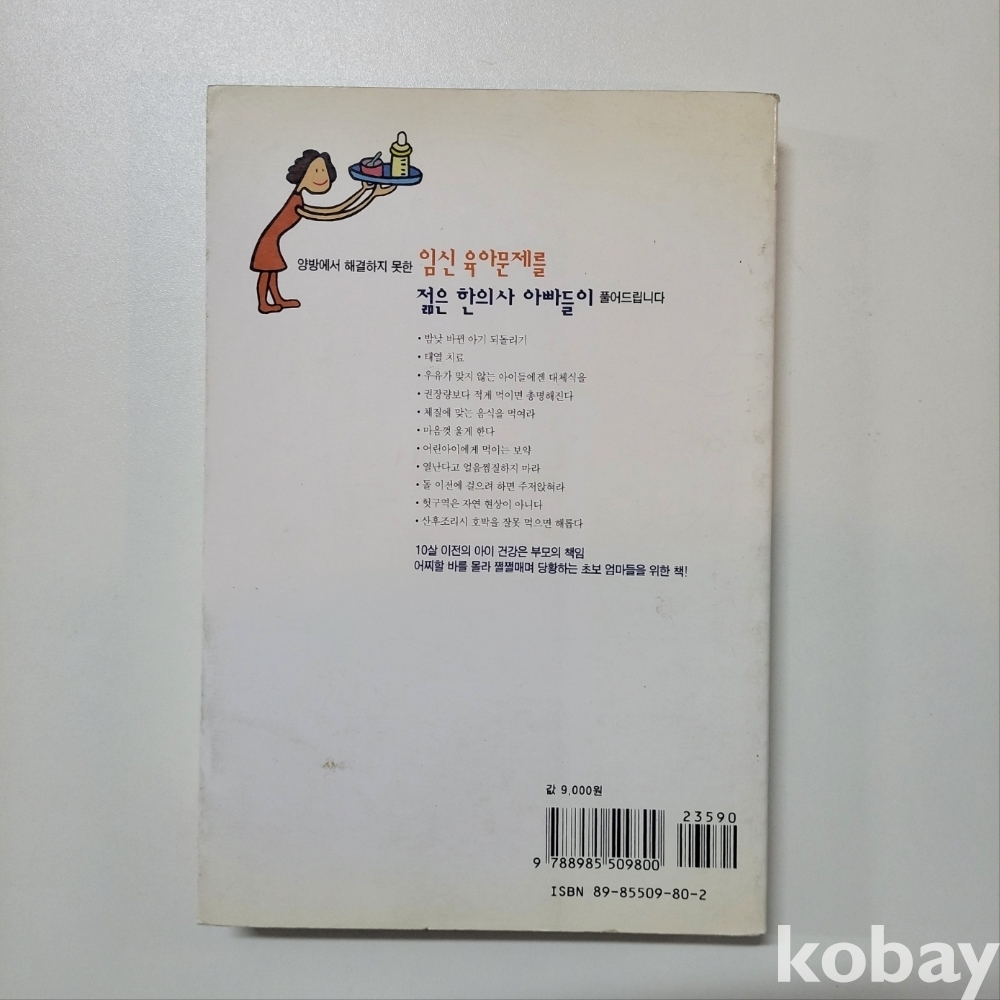 양방에서 해결하지 못한 임신 육아문제를
젊은 한의사 아빠들이 풀어드립니다
• 밤낮 바뀐 아기 되돌리기
• 태열 치료
• 우유가 맞지 않는 아이들에겐 대체식을
• 권장량보다 적게 먹이면 총명해진다
• 체질에 맞는 음식을 먹여라
• 마음껏 울게 한다
• 어린아이에게 먹이는 보약
• 열난다고 얼음찜질하지 마라
• 돌 이전에 걸으려 하면 주저앉혀라
• 헛구역은 자연 현상이 아니다
• 산후조리시 호박을 잘못 먹으면 해롭다
10살 이전의 아이 건강은 부모의 책임
어찌할 바를 몰라 쩔쩔매며 당황하는 초보 엄마들을 위한 책!
값 9,000원
23590
9 788985 509800
ISBN 89-85509-80-2
kobay